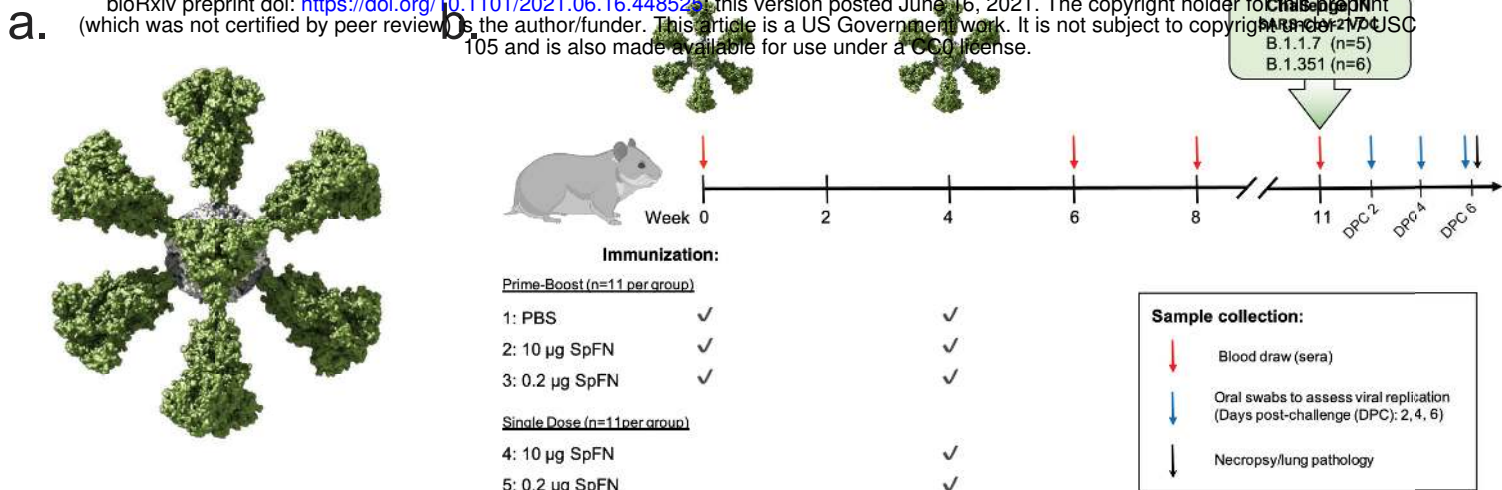 bioRxiv preprint doi: https://doi.org/10.1101/2021.06.16.448525; this version posted June 16, 2021. The copyright holder for this preprint
(which was not certified by peer review) is the author/funder. This article is a US Government work. It is not subject to copyright under 17 USC
105 and is also made available for use under a CC0 license.
a.
b.
Challenge IN
SARS-CoV-2 VOC
B.1.1.7 (n=5)
B.1.351 (n=6)
Week 0 2 4 6 8 11 DPC 2 DPC 4 DPC 6
Immunization:
Prime-Boost (n=11 per group)
1: PBS ✓ ✓
2: 10 µg SpFN ✓ ✓
3: 0.2 µg SpFN ✓ ✓
Single Dose (n=11per group)
4: 10 µg SpFN ✓
5: 0.2 µg SpFN ✓
Sample collection:
Blood draw (sera)
Oral swabs to assess viral replication
(Days post-challenge (DPC): 2,4, 6)
Necropsy/lung pathology